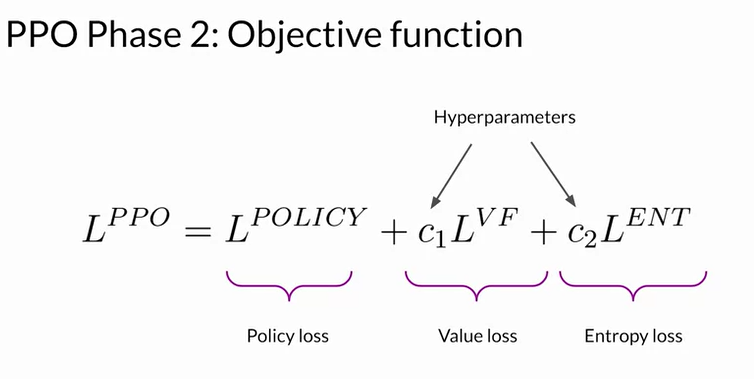 PPO Phase 2: Objective function
Hyperparameters
L^{PPO} = L^{POLICY} + c_1 L^{VF} + c_2 L^{ENT}
Policy loss Value loss Entropy loss